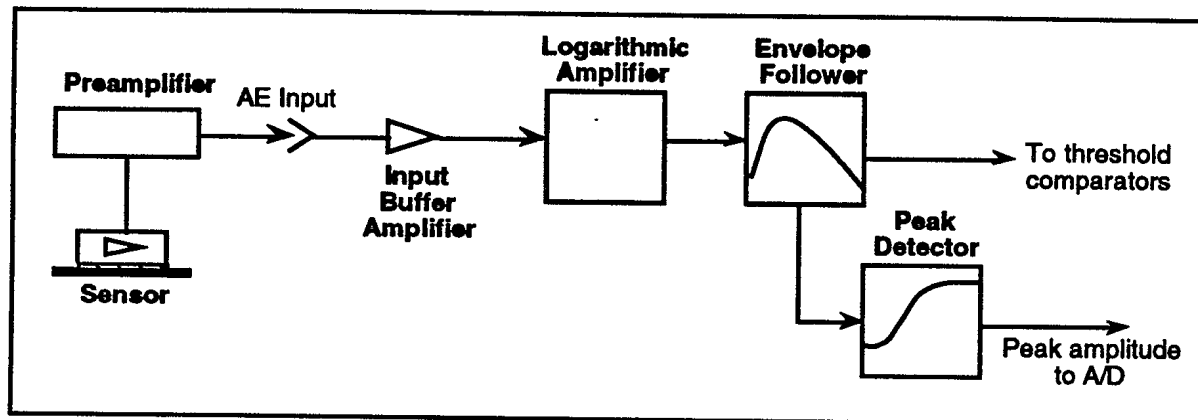 Preamplifier
AE Input
Input
Buffer
Amplifier
Sensor
Logarithmic
Amplifier
Envelope
Follower
To threshold
comparators
Peak
Detector
Peak amplitude
to A/D